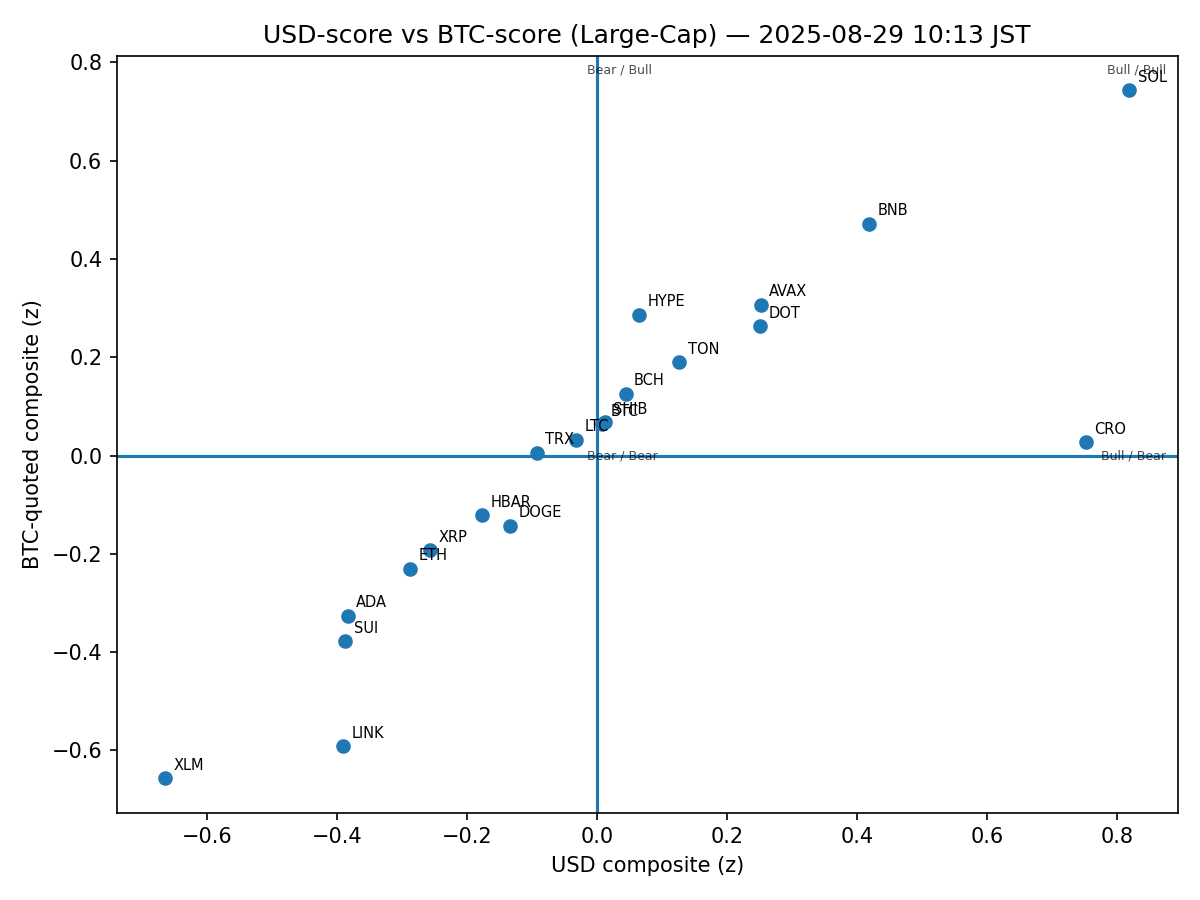 USD-score vs BTC-score (Large-Cap) — 2025-08-29 10:13 JST
0.8
0.6
0.4
0.2
0.0
−0.2
−0.4
−0.6
BTC-quoted composite (z)
Bear / Bull
Bull / Bull
SOL
BNB
AVAX
HYPE
DOT
TON
BCH
SHIB
BTC
LTC
TRX
CRO
Bear / Bear
Bull / Bear
HBAR
DOGE
XRP
ETH
ADA
SUI
LINK
XLM
−0.6
−0.4
−0.2
0.0
0.2
0.4
0.6
0.8
USD composite (z)